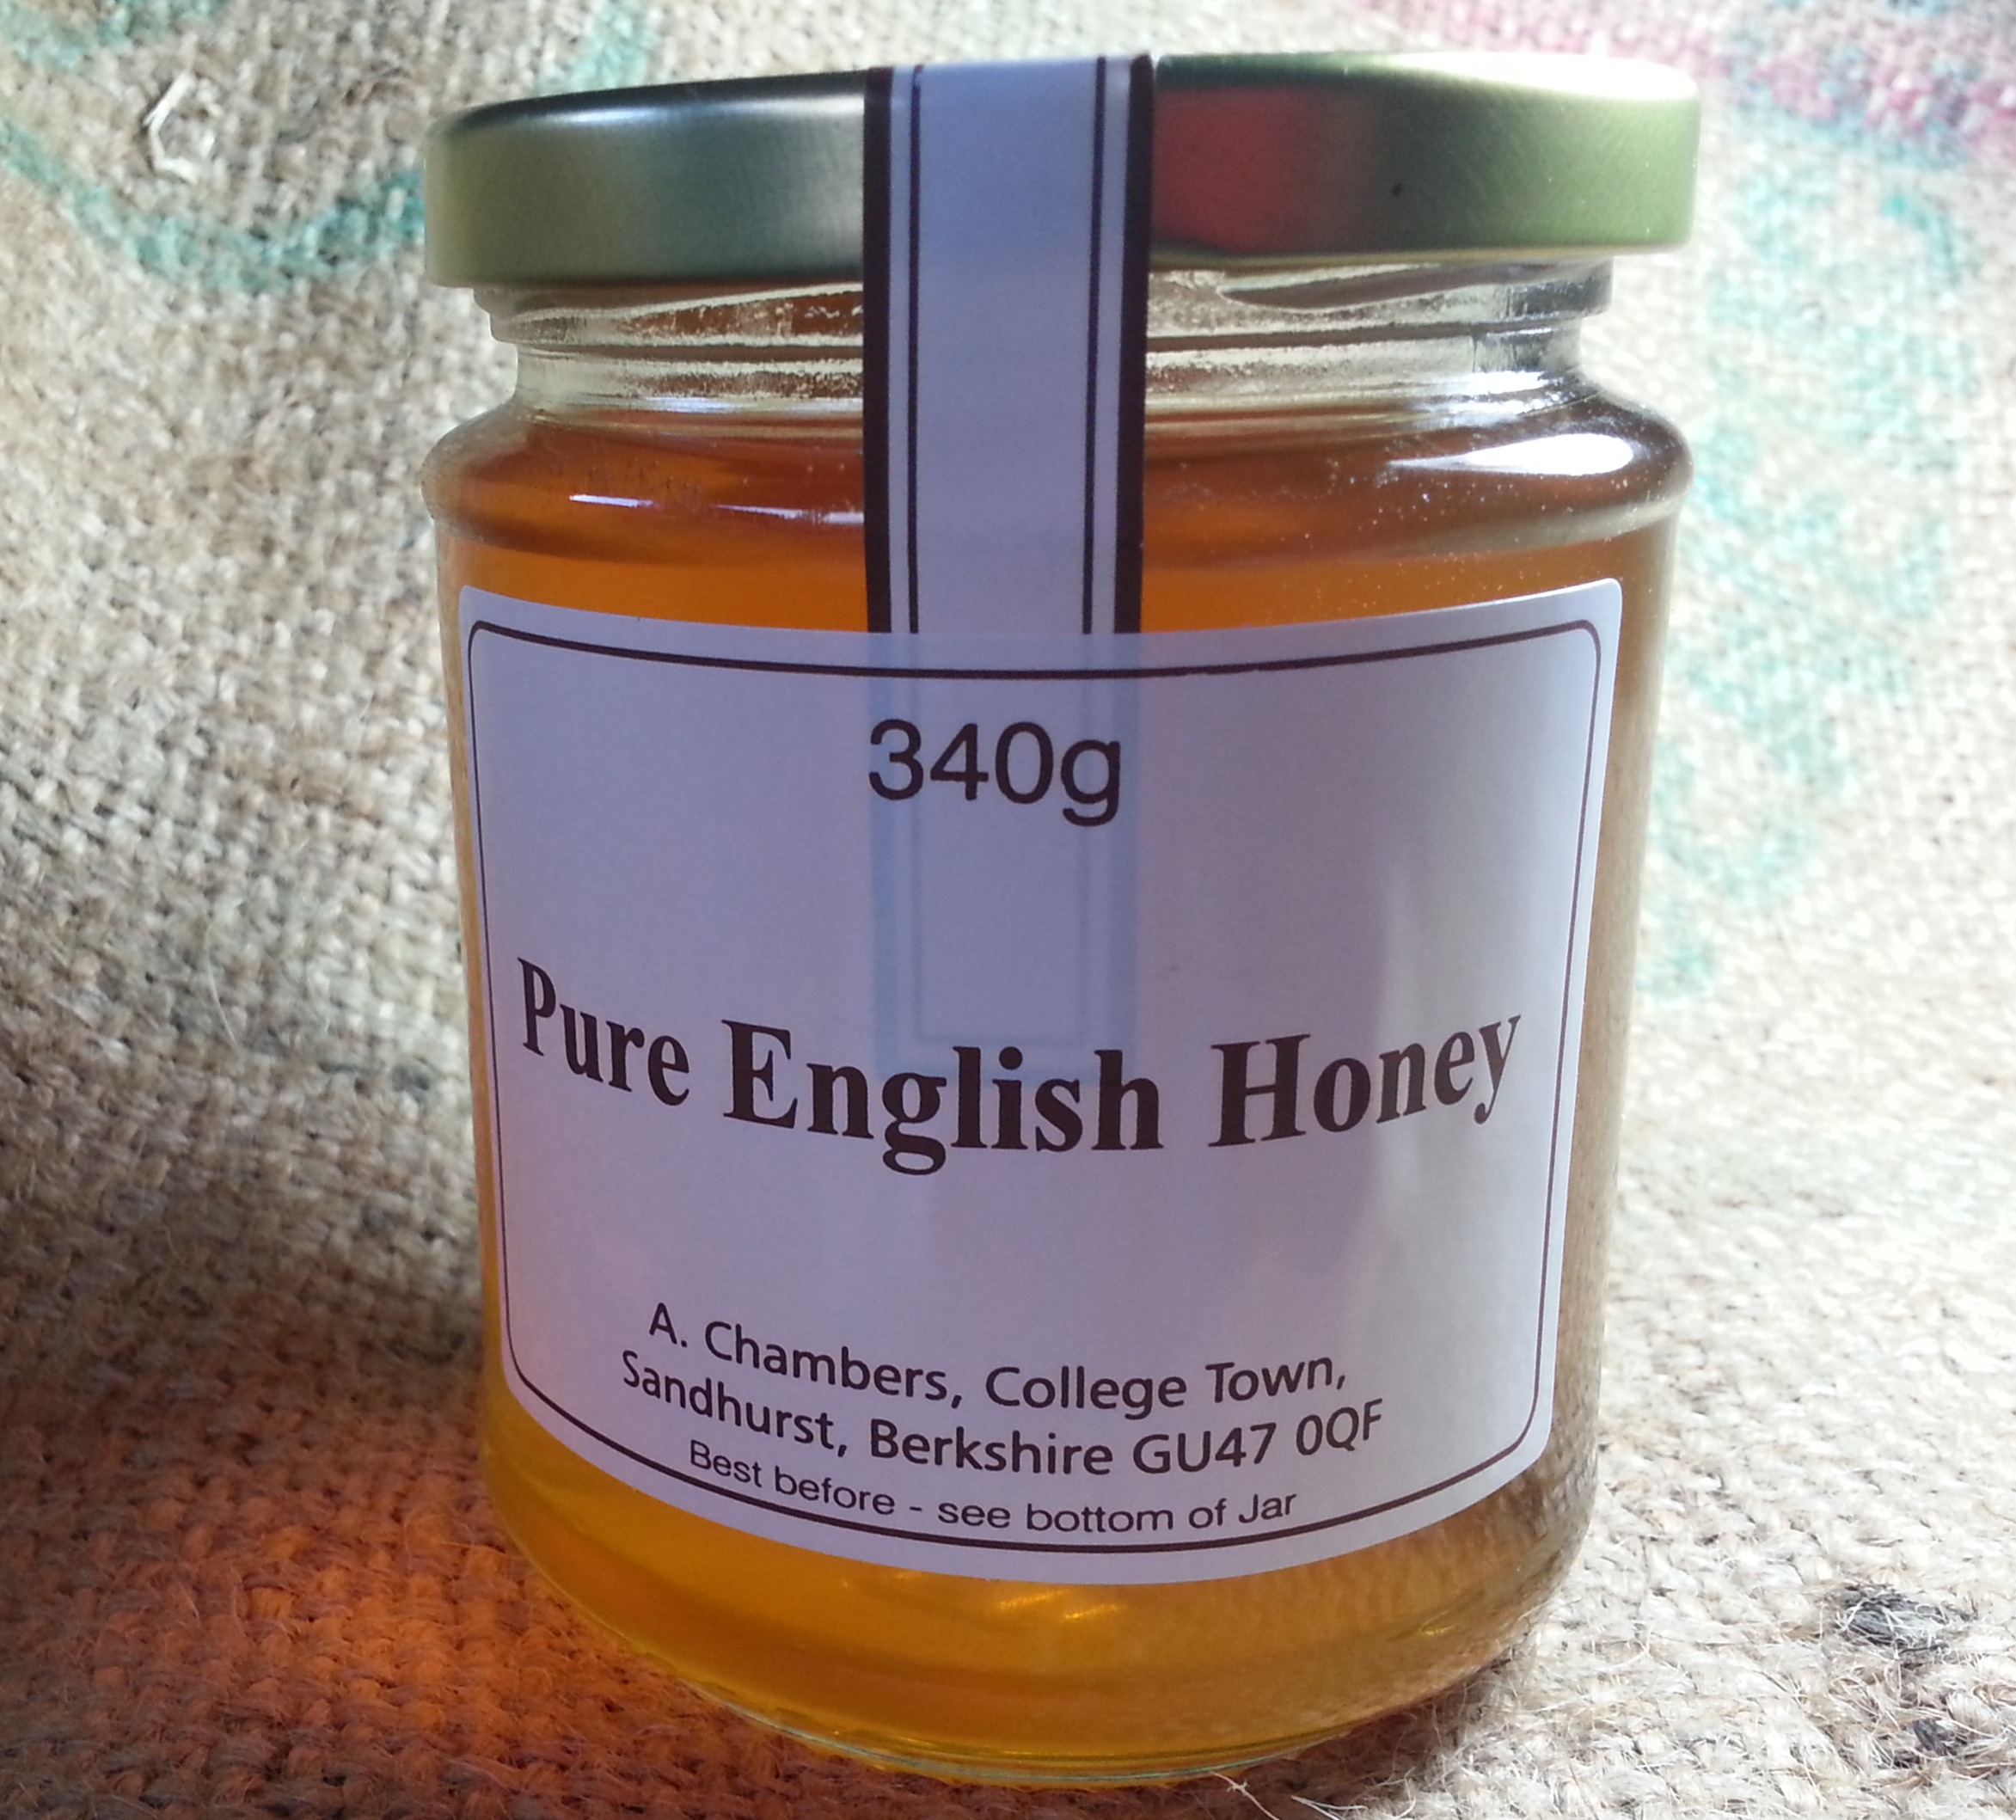 340g
Pure English Honey
A. Chambers, College Town,
Sandhurst, Berkshire GU47 0QF
Best before - see bottom of Jar